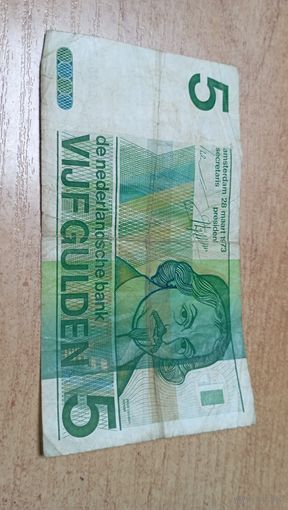 5
amsterdam 28 maart 1973
secretaris president
de nederlandsche bank
VIJF GULDEN 5